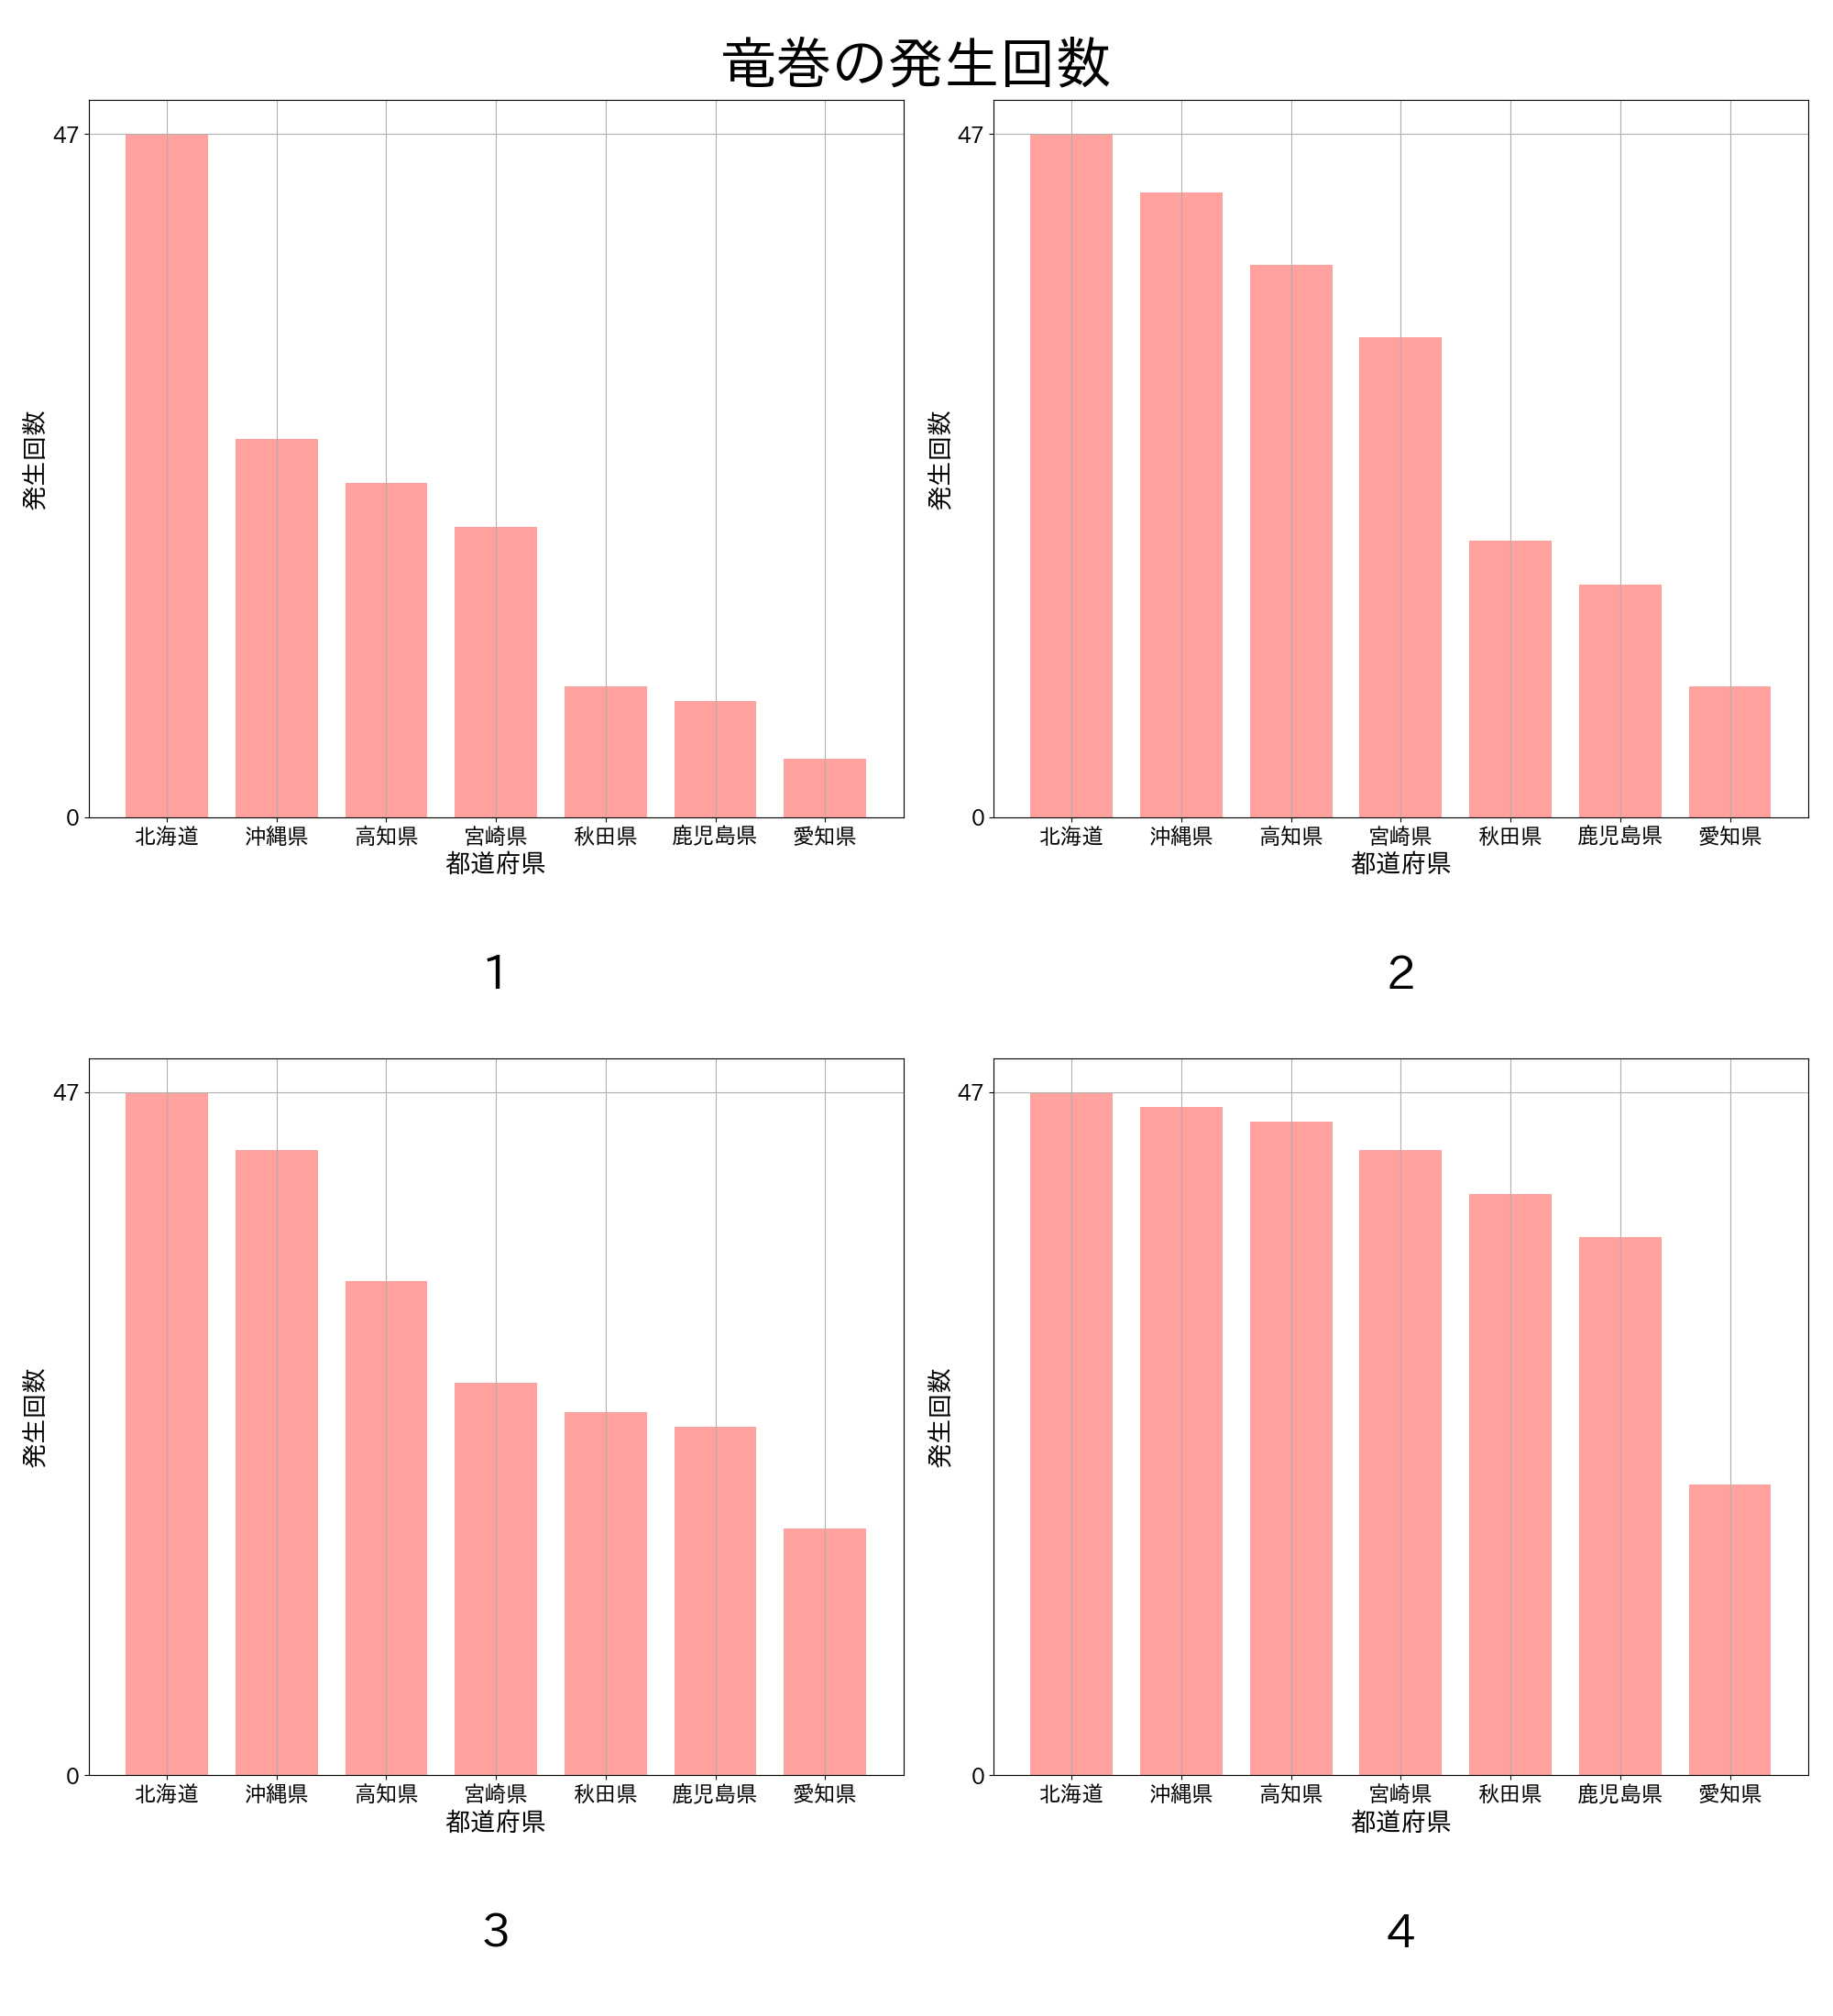 竜巻の発生回数
47
0
発生回数
北海道 沖縄県 高知県 宮崎県 秋田県 鹿児島県 愛知県
都道府県
1
47
0
発生回数
北海道 沖縄県 高知県 宮崎県 秋田県 鹿児島県 愛知県
都道府県
2
47
0
発生回数
北海道 沖縄県 高知県 宮崎県 秋田県 鹿児島県 愛知県
都道府県
3
47
0
発生回数
北海道 沖縄県 高知県 宮崎県 秋田県 鹿児島県 愛知県
都道府県
4